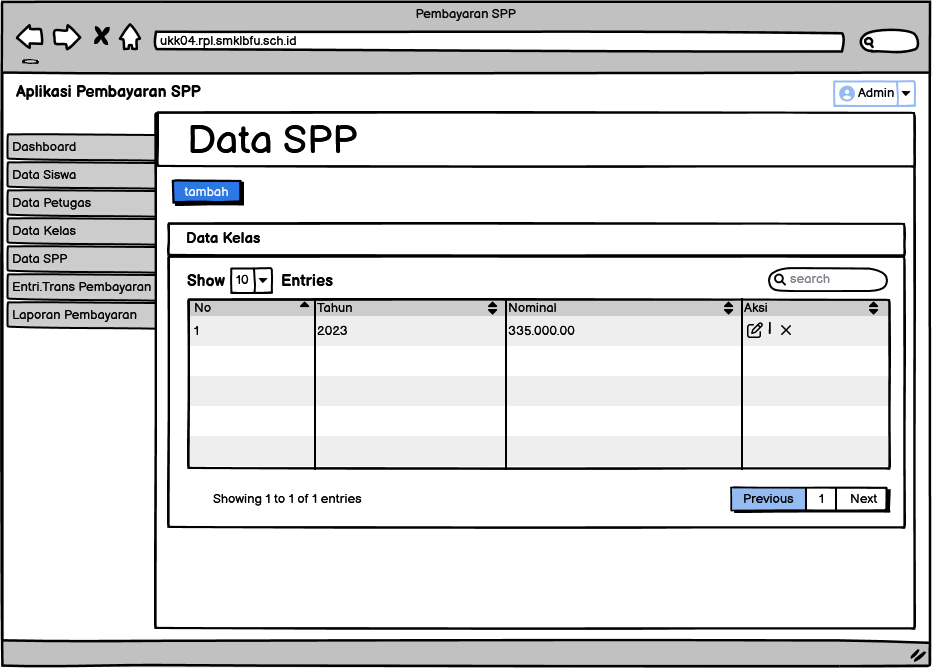 Pembayaran SPP
ukk04.rpl.smklbfu.sch.id
Aplikasi Pembayaran SPP
Admin
Dashboard
Data Siswa
Data Petugas
Data Kelas
Data SPP
Entri.Trans Pembayaran
Laporan Pembayaran
Data SPP
tambah
Data Kelas
Show 10 Entries
search
No Tahun Nominal Aksi
1 2023 335.000.00 |
Showing 1 to 1 of 1 entries
Previous 1 Next